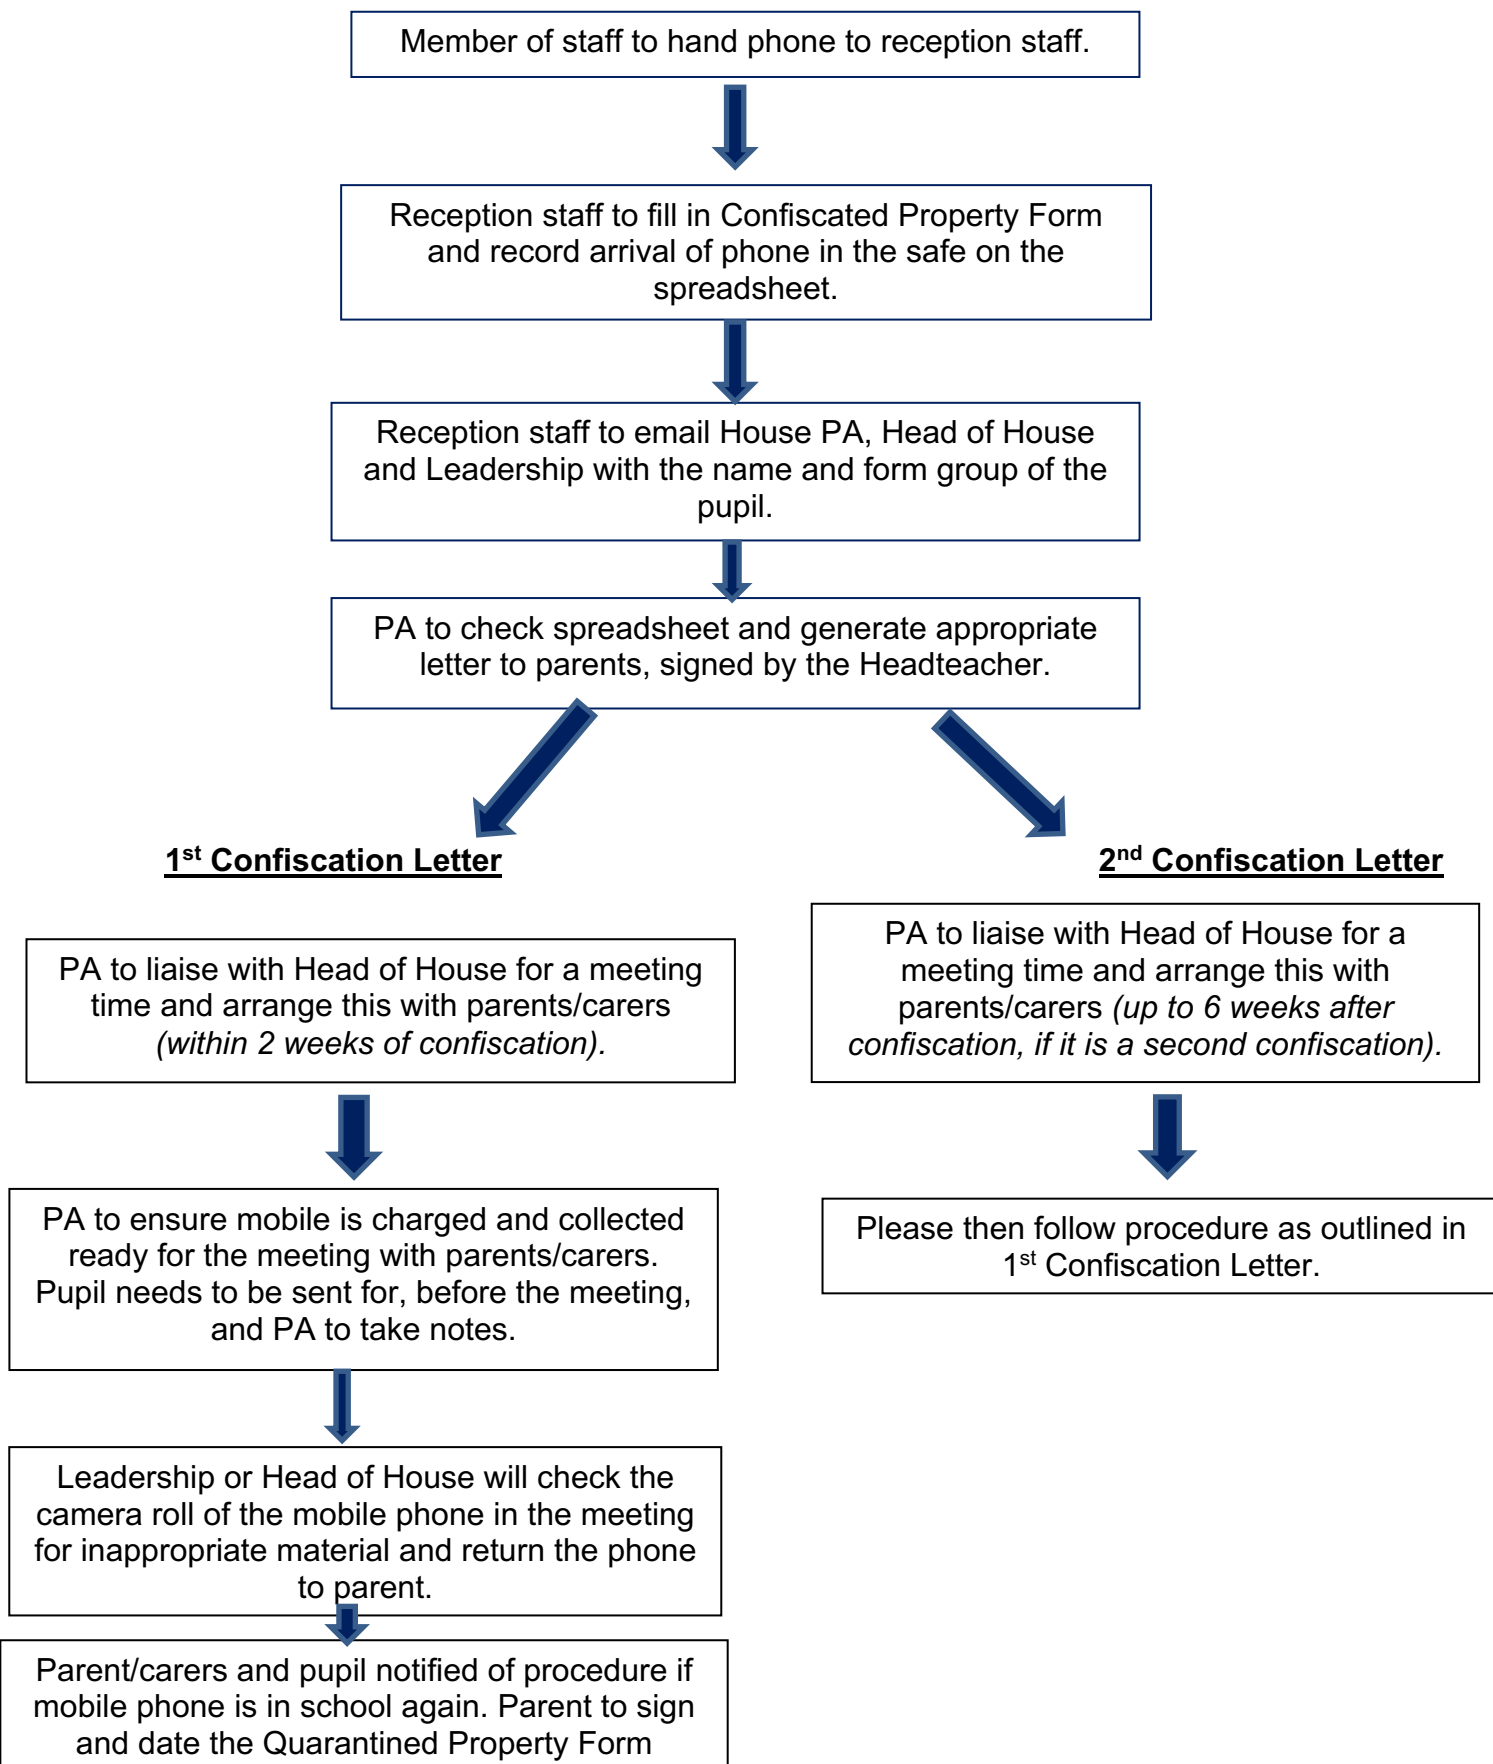 Member of staff to hand phone to reception staff.
Reception staff to fill in Confiscated Property Form
and record arrival of phone in the safe on the
spreadsheet.
Reception staff to email House PA, Head of House
and Leadership with the name and form group of the
pupil.
PA to check spreadsheet and generate appropriate
letter to parents, signed by the Headteacher.
1st Confiscation Letter
PA to liaise with Head of House for a meeting
time and arrange this with parents/carers
(within 2 weeks of confiscation).
PA to ensure mobile is charged and collected
ready for the meeting with parents/carers.
Pupil needs to be sent for, before the meeting,
and PA to take notes.
Leadership or Head of House will check the
camera roll of the mobile phone in the meeting
for inappropriate material and return the phone
to parent.
Parent/carers and pupil notified of procedure if
mobile phone is in school again. Parent to sign
and date the Quarantined Property Form
2nd Confiscation Letter
PA to liaise with Head of House for a
meeting time and arrange this with
parents/carers (up to 6 weeks after
confiscation, if it is a second confiscation).
Please then follow procedure as outlined in
1st Confiscation Letter.